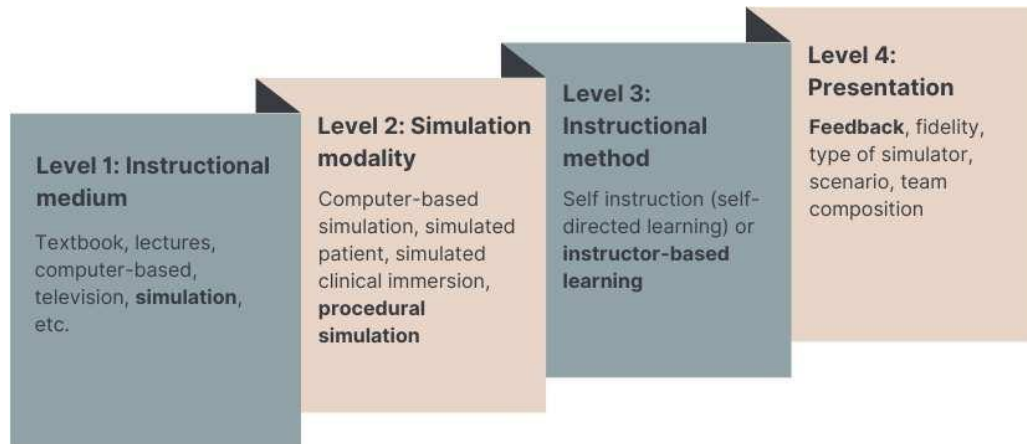 Level 1: Instructional
medium
Textbook, lectures,
computer-based,
television, simulation,
etc.
Level 2: Simulation
modality
Computer-based
simulation, simulated
patient, simulated
clinical immersion,
procedural
simulation
Level 3:
Instructional
method
Self instruction (self-
directed learning) or
instructor-based
learning
Level 4:
Presentation
Feedback, fidelity,
type of simulator,
scenario, team
composition